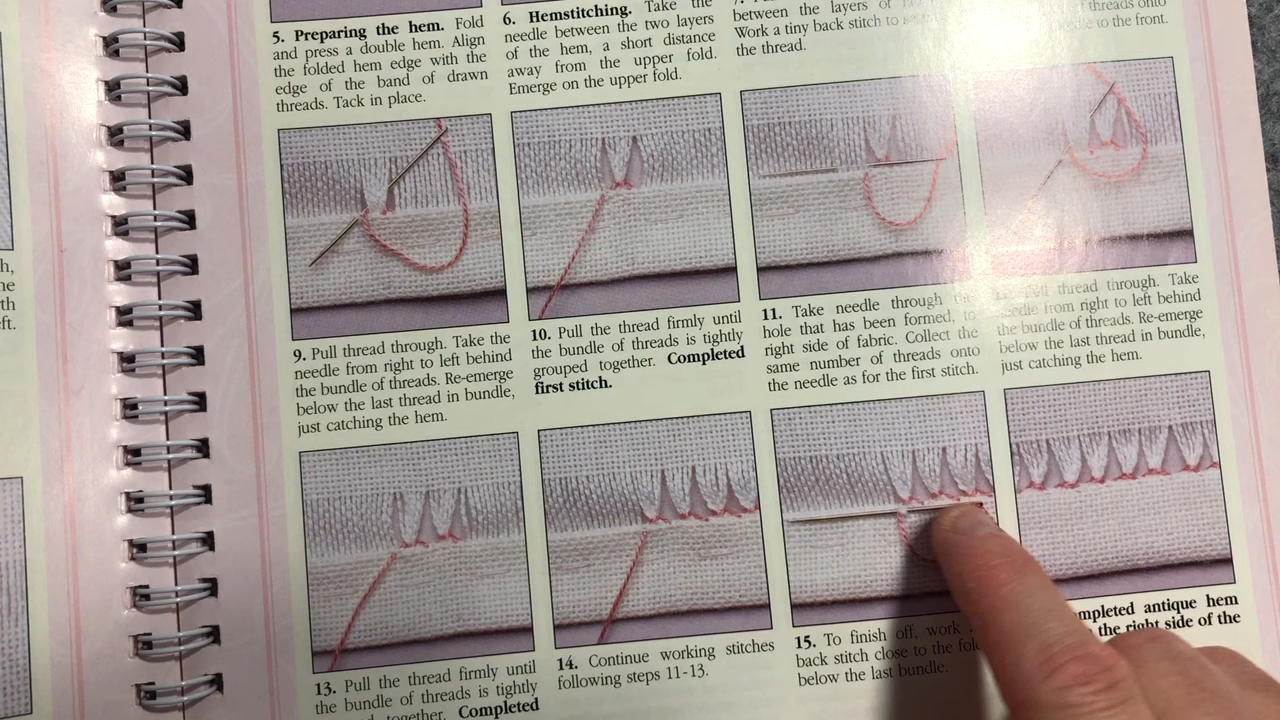 h,
ne
rth
eft.
5. Preparing the hem. Fold
and press a double hem. Align
the folded hem edge with the
edge of the band of drawn
threads. Tack in place.
6. Hemstitching. Take the
needle between the two layers
of the hem, a short distance
away from the upper fold.
Emerge on the upper fold.
between the layers of
Work a tiny back stitch to
the thread.
threads onto
to the front.
9. Pull thread through. Take the
needle from right to left behind
the bundle of threads. Re-emerge
below the last thread in bundle,
just catching the hem.
10. Pull the thread firmly until
the bundle of threads is tightly
grouped together. Completed
first stitch.
11. Take needle through the
hole that has been formed, to
right side of fabric. Collect the
same number of threads onto
the needle as for the first stitch.
thread through. Take
needle from right to left behind
the bundle of threads. Re-emerge
below the last thread in bundle,
just catching the hem.
13. Pull the thread firmly until
the bundle of threads is tightly
together. Completed
14. Continue working stitches
following steps 11-13.
15. To finish off, work
back stitch close to the fol
below the last bundle.
mpleted antique hem
the right side of the